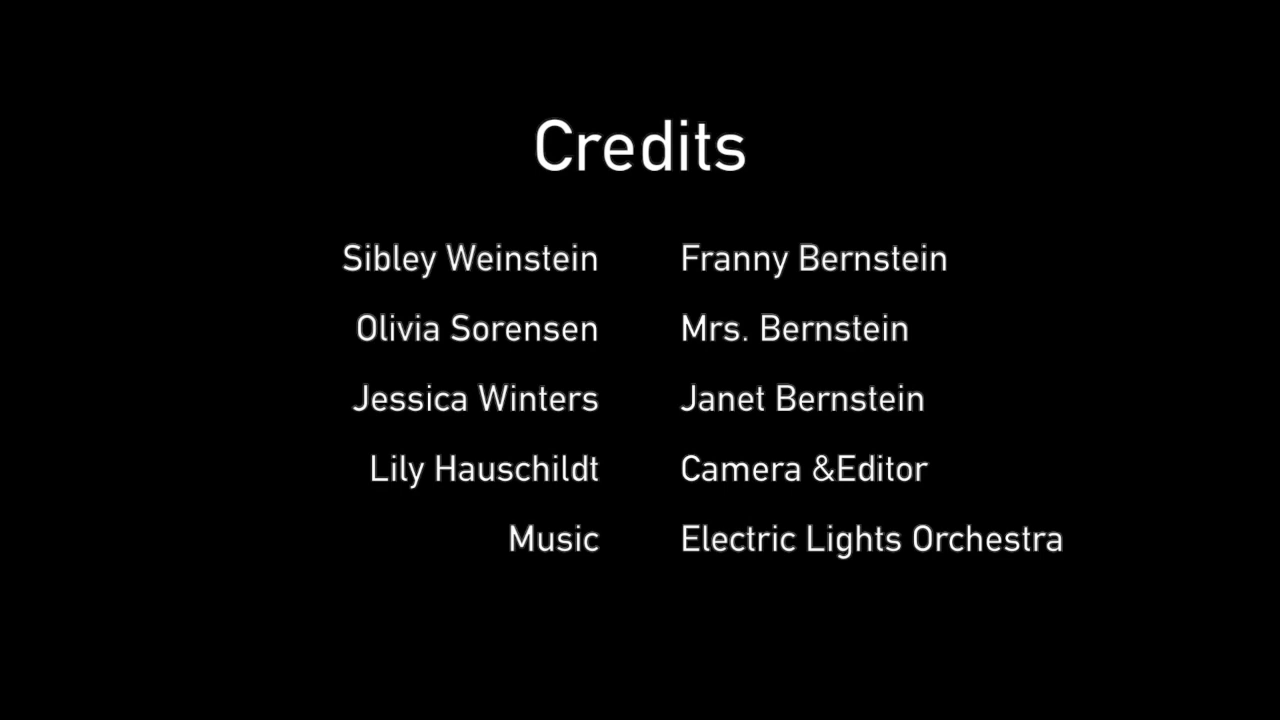 Credits
Sibley Weinstein Franny Bernstein
Olivia Sorensen Mrs. Bernstein
Jessica Winters Janet Bernstein
Lily Hauschildt Camera &Editor
Music Electric Lights Orchestra